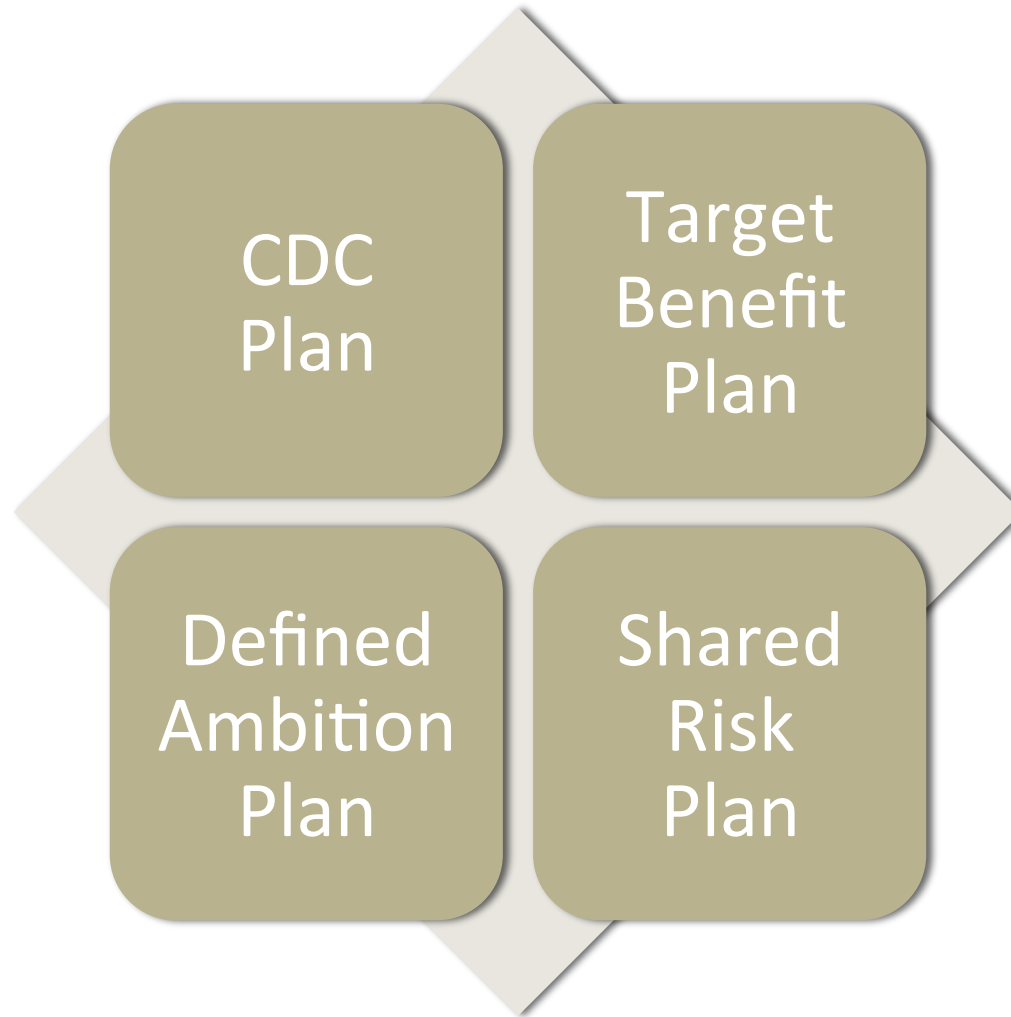 CDC
Plan
Target
Benefit
Plan
Defined
Ambition
Plan
Shared
Risk
Plan